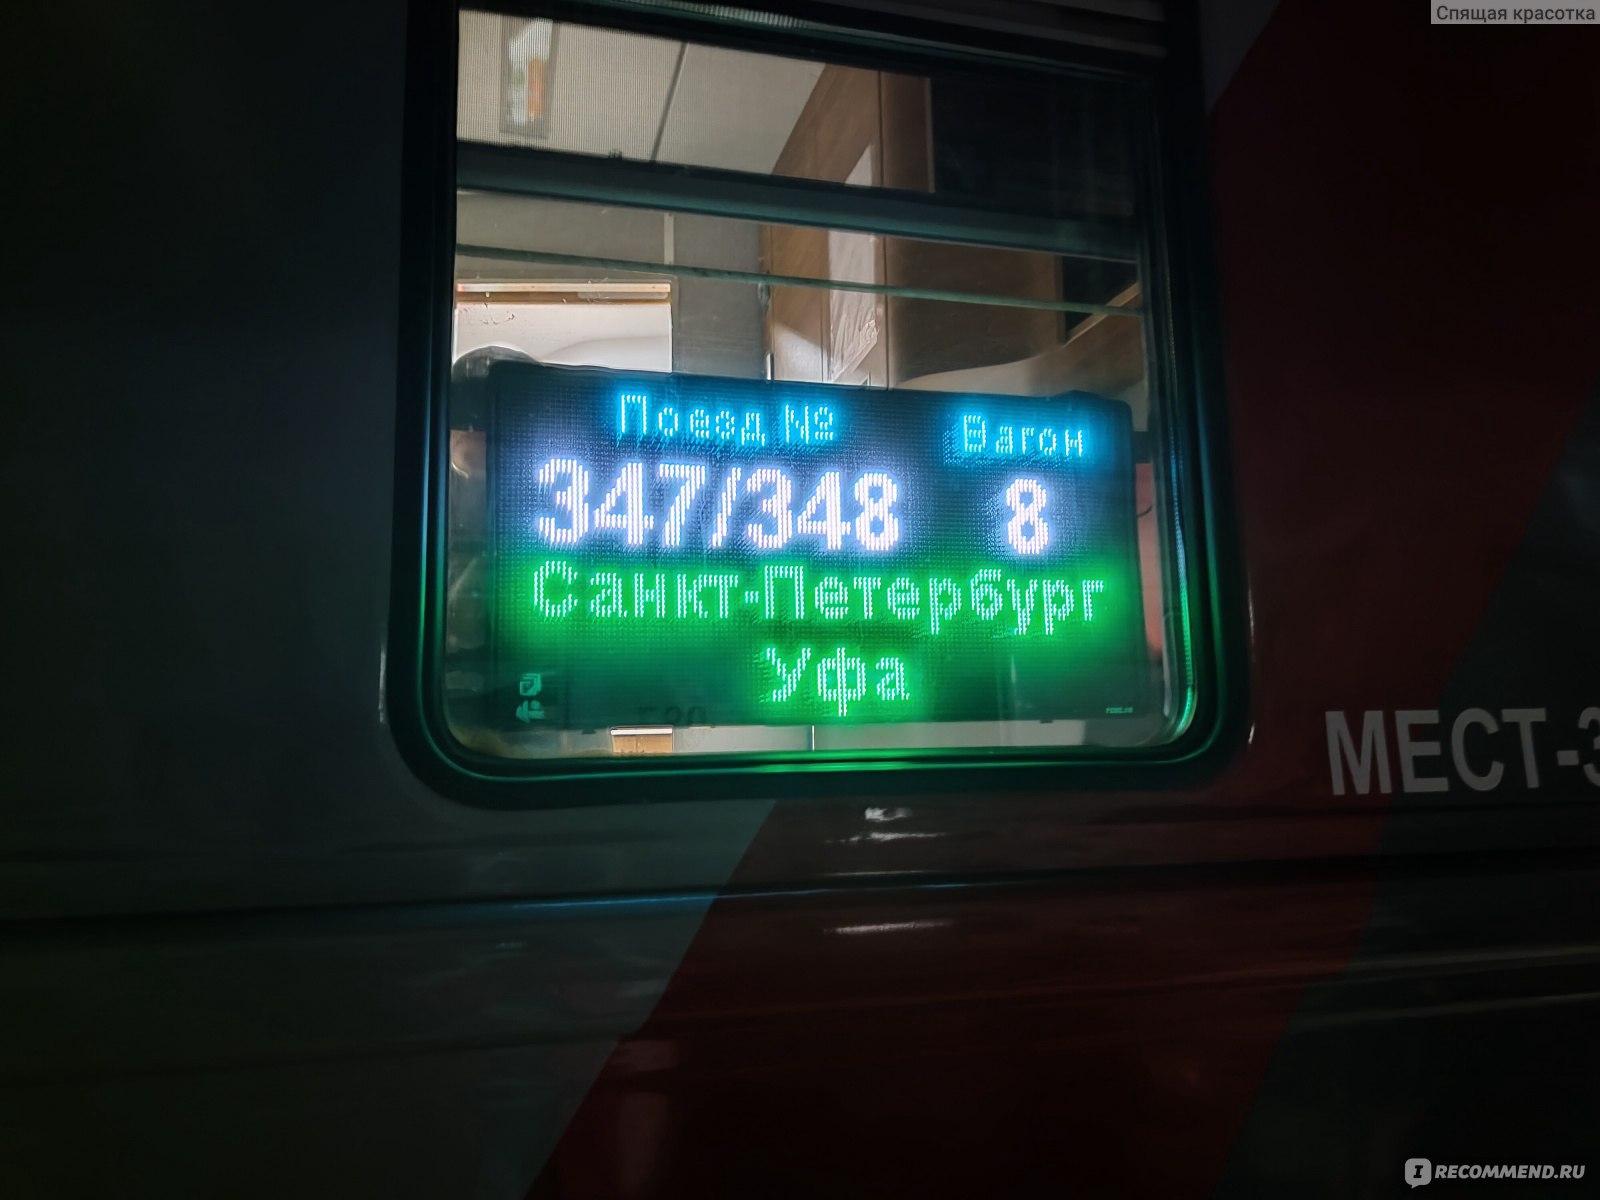 Спящая красотка
Поезд № Вагон
347/348 8
Санкт-Петербург
Уфа
МЕСТ-3
RECOMMEND.RU